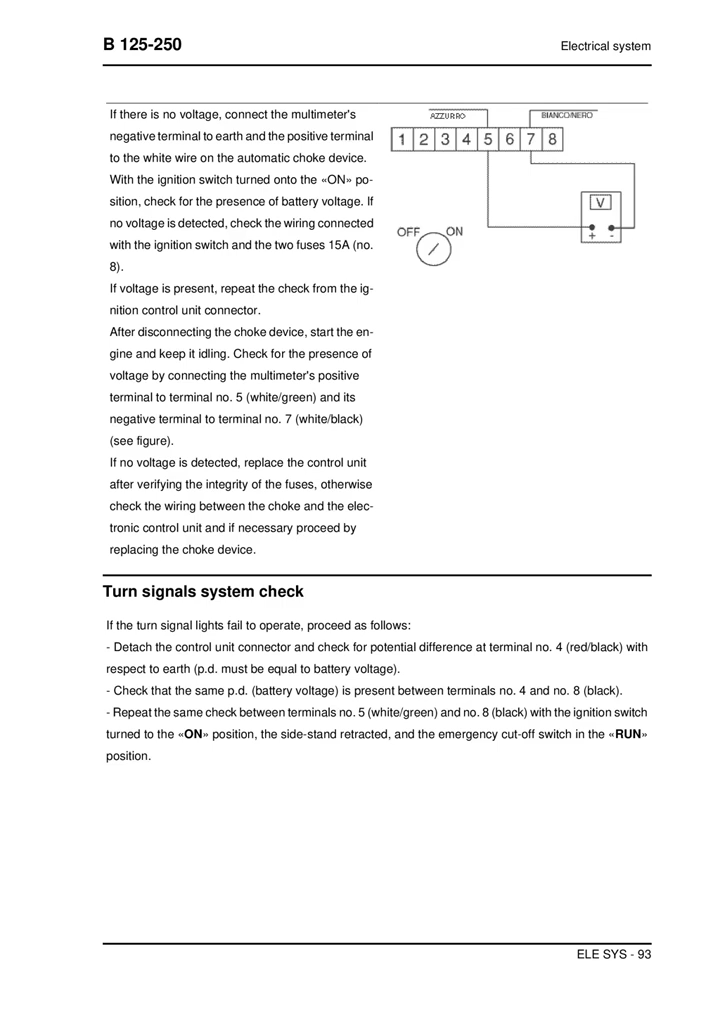 B 125-250
Electrical system
If there is no voltage, connect the multimeter's
negative terminal to earth and the positive terminal
to the white wire on the automatic choke device.
With the ignition switch turned onto the «ON» po-
sition, check for the presence of battery voltage. If
no voltage is detected, check the wiring connected
with the ignition switch and the two fuses 15A (no.
8).
If voltage is present, repeat the check from the ig-
nition control unit connector.
After disconnecting the choke device, start the en-
gine and keep it idling. Check for the presence of
voltage by connecting the multimeter's positive
terminal to terminal no. 5 (white/green) and its
negative terminal to terminal no. 7 (white/black)
(see figure).
If no voltage is detected, replace the control unit
after verifying the integrity of the fuses, otherwise
check the wiring between the choke and the elec-
tronic control unit and if necessary proceed by
replacing the choke device.
AZZURRO BIANCO/NERO
1 2 3 4 5 6 7 8
V
+ -
OFF ON
Turn signals system check
If the turn signal lights fail to operate, proceed as follows:
- Detach the control unit connector and check for potential difference at terminal no. 4 (red/black) with
respect to earth (p.d. must be equal to battery voltage).
- Check that the same p.d. (battery voltage) is present between terminals no. 4 and no. 8 (black).
- Repeat the same check between terminals no. 5 (white/green) and no. 8 (black) with the ignition switch
turned to the «ON» position, the side-stand retracted, and the emergency cut-off switch in the «RUN»
position.
ELE SYS - 93